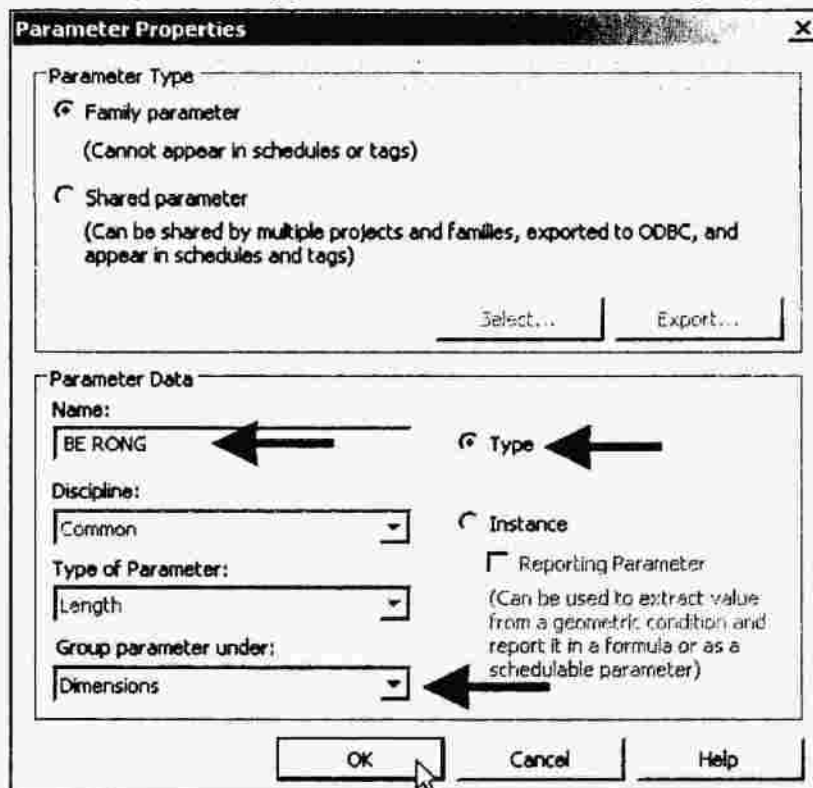 Parameter Properties
Parameter Type
Family parameter
(Cannot appear in schedules or tags)
Shared parameter
(Can be shared by multiple projects and families, exported to ODBC, and
appear in schedules and tags)
Select...
Export...
Parameter Data
Name:
BE RONG
Type
Discipline:
Common
Instance
Reporting Parameter
(Can be used to extract value
from a geometric condition and
report it in a formula or as a
schedulable parameter)
Type of Parameter:
Length
Group parameter under:
Dimensions
OK
Cancel
Help